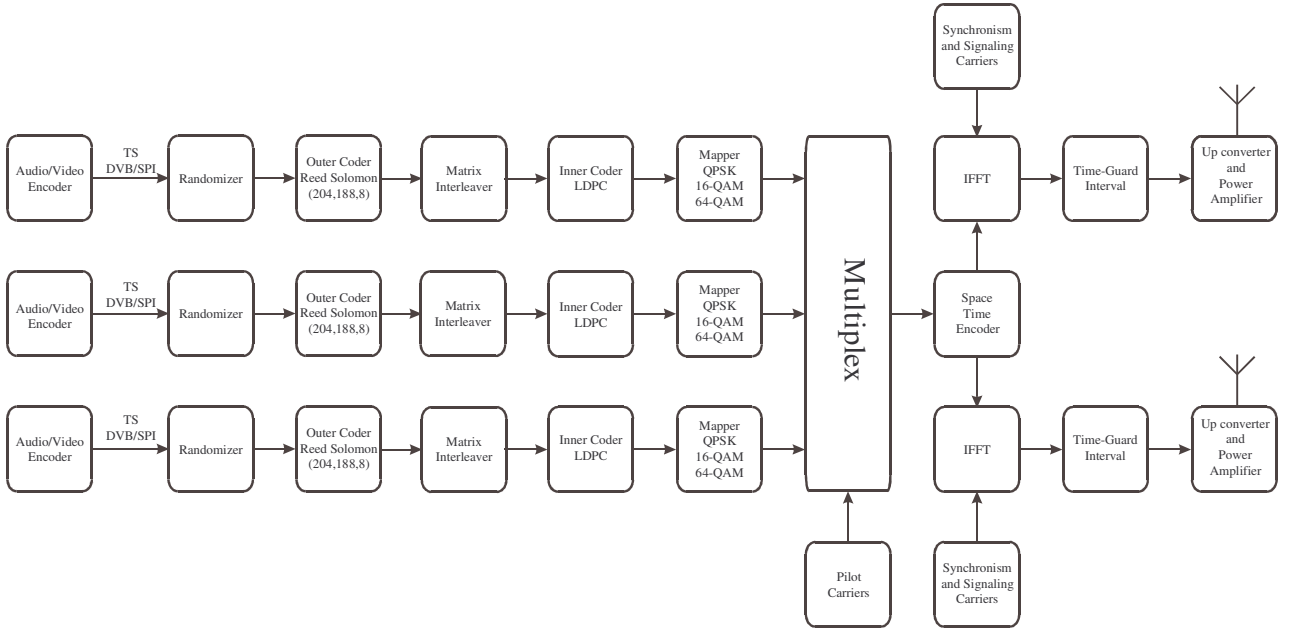 Synchronism
and Signaling
Carriers
Audio/Video
Encoder
TS
DVB/SPI
Randomizer
Outer Coder
Reed Solomon
(204,188,8)
Matrix
Interleaver
Inner Coder
LDPC
Mapper
QPSK
16-QAM
64-QAM
IFFT
Time-Guard
Interval
Up converter
and
Power
Amplifier
Audio/Video
Encoder
TS
DVB/SPI
Randomizer
Outer Coder
Reed Solomon
(204,188,8)
Matrix
Interleaver
Inner Coder
LDPC
Mapper
QPSK
16-QAM
64-QAM
Multiplex
Space
Time
Encoder
Audio/Video
Encoder
TS
DVB/SPI
Randomizer
Outer Coder
Reed Solomon
(204,188,8)
Matrix
Interleaver
Inner Coder
LDPC
Mapper
QPSK
16-QAM
64-QAM
IFFT
Time-Guard
Interval
Up converter
and
Power
Amplifier
Pilot
Carriers
Synchronism
and Signaling
Carriers